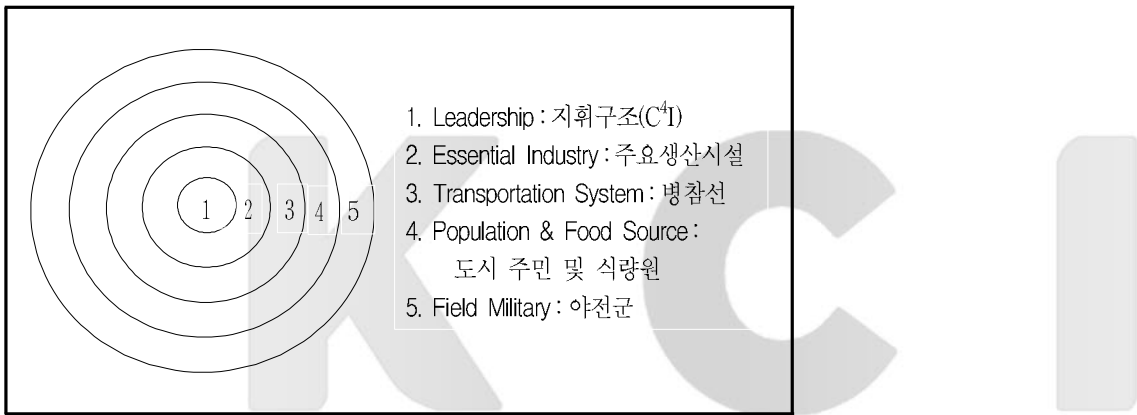 1 2 3 4 5
1. Leadership : 지휘구조(C⁴I)
2. Essential Industry : 주요생산시설
3. Transportation System : 병참선
4. Population & Food Source :
도시 주민 및 식량원
5. Field Military : 야전군
KCI